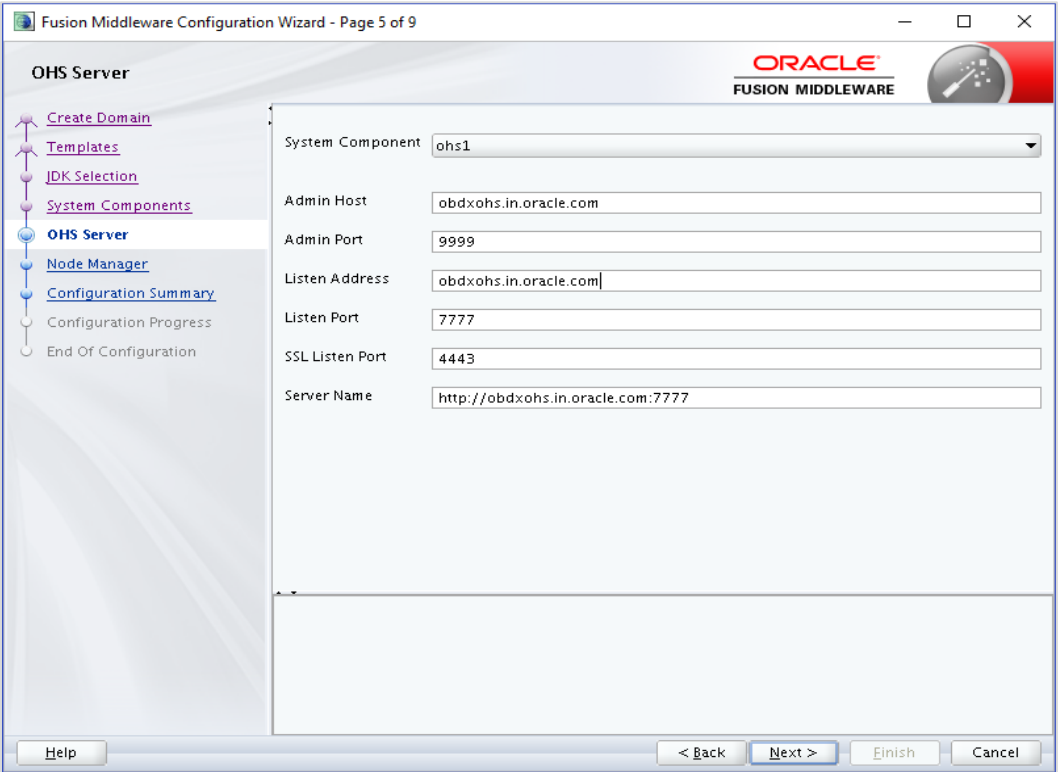 Fusion Middleware Configuration Wizard - Page 5 of 9
OHS Server
ORACLE
FUSION MIDDLEWARE
Create Domain
Templates
JDK Selection
System Components
OHS Server
Node Manager
Configuration Summary
Configuration Progress
End Of Configuration
System Component ohs1
Admin Host obdxohs.in.oracle.com
Admin Port 9999
Listen Address obdxohs.in.oracle.com
Listen Port 7777
SSL Listen Port 4443
Server Name http://obdxohs.in.oracle.com:7777
Help < Back Next > Finish Cancel